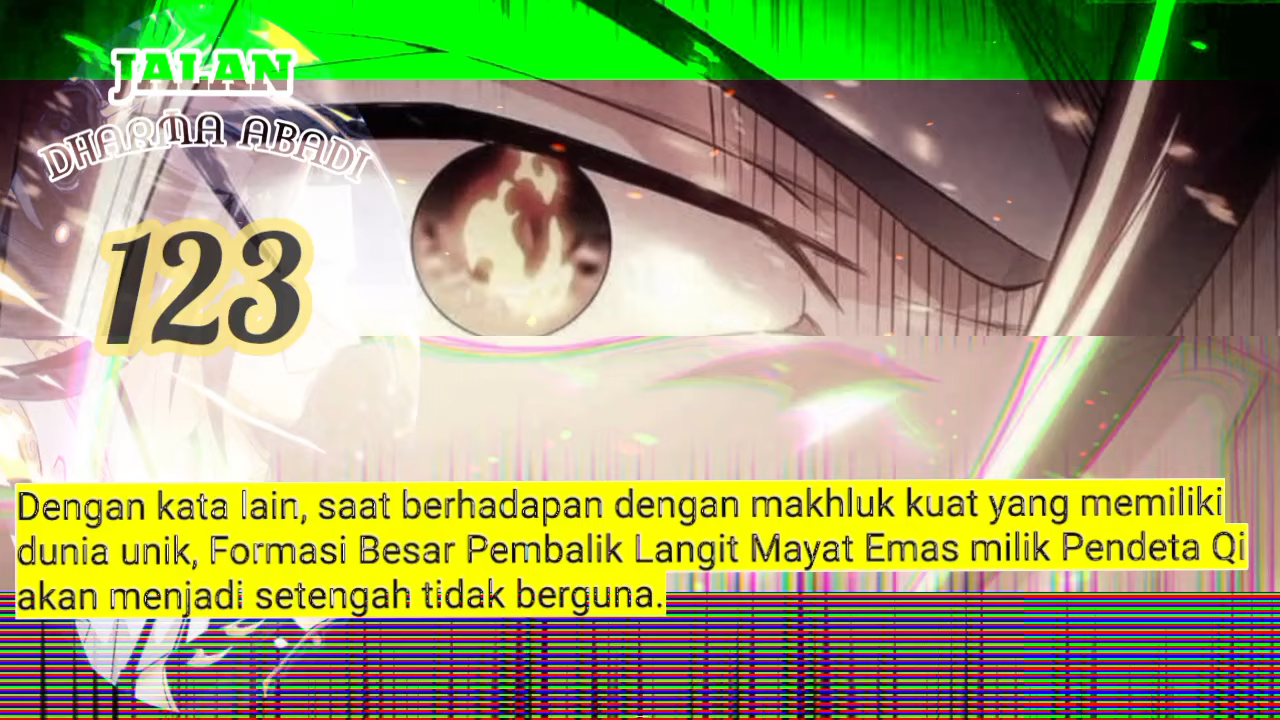 JALAN
DHARMA ABADI
123
Dengan kata lain, saat berhadapan dengan makhluk kuat yang memiliki
dunia unik, Formasi Besar Pembalik Langit Mayat Emas milik Pendeta Qi
akan menjadi setengah tidak berguna.